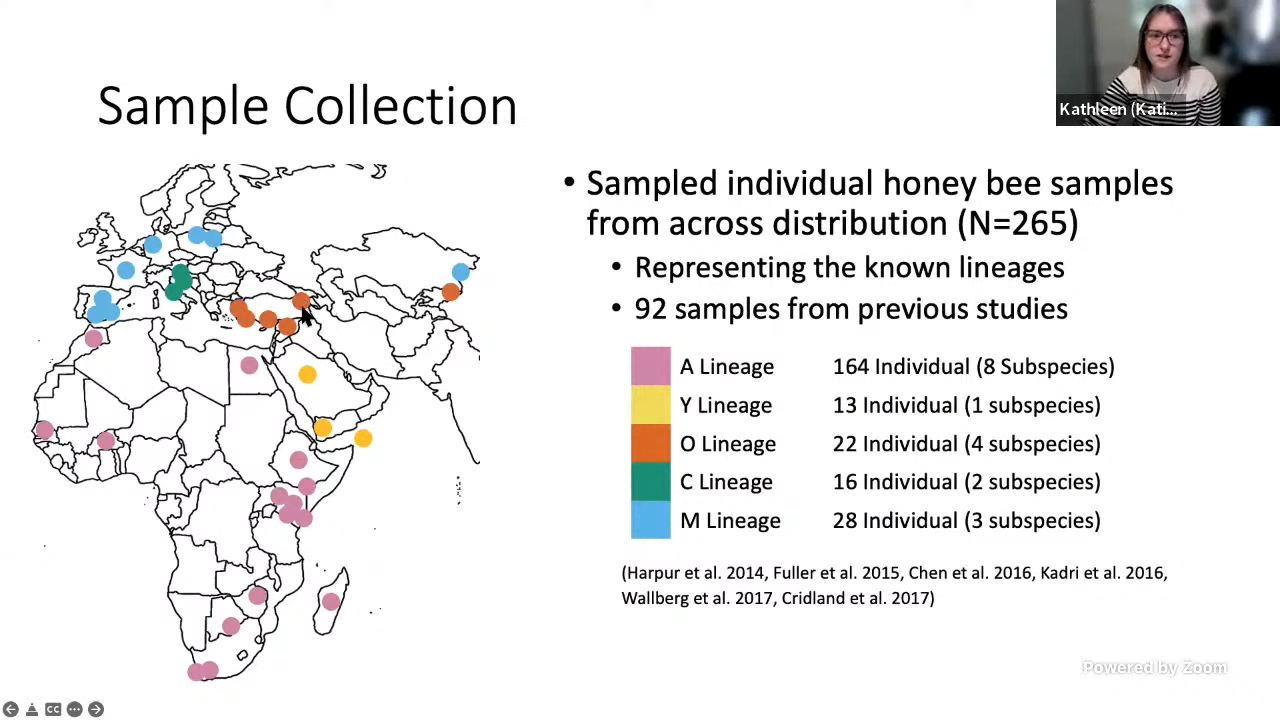 Sample Collection
Kathleen (Kati...
• Sampled individual honey bee samples
from across distribution (N=265)
• Representing the known lineages
• 92 samples from previous studies
A Lineage 164 Individual (8 Subspecies)
Y Lineage 13 Individual (1 subspecies)
O Lineage 22 Individual (4 subspecies)
C Lineage 16 Individual (2 subspecies)
M Lineage 28 Individual (3 subspecies)
(Harpur et al. 2014, Fuller et al. 2015, Chen et al. 2016, Kadri et al. 2016,
Wallberg et al. 2017, Cridland et al. 2017)
Powered by Zoom
CC